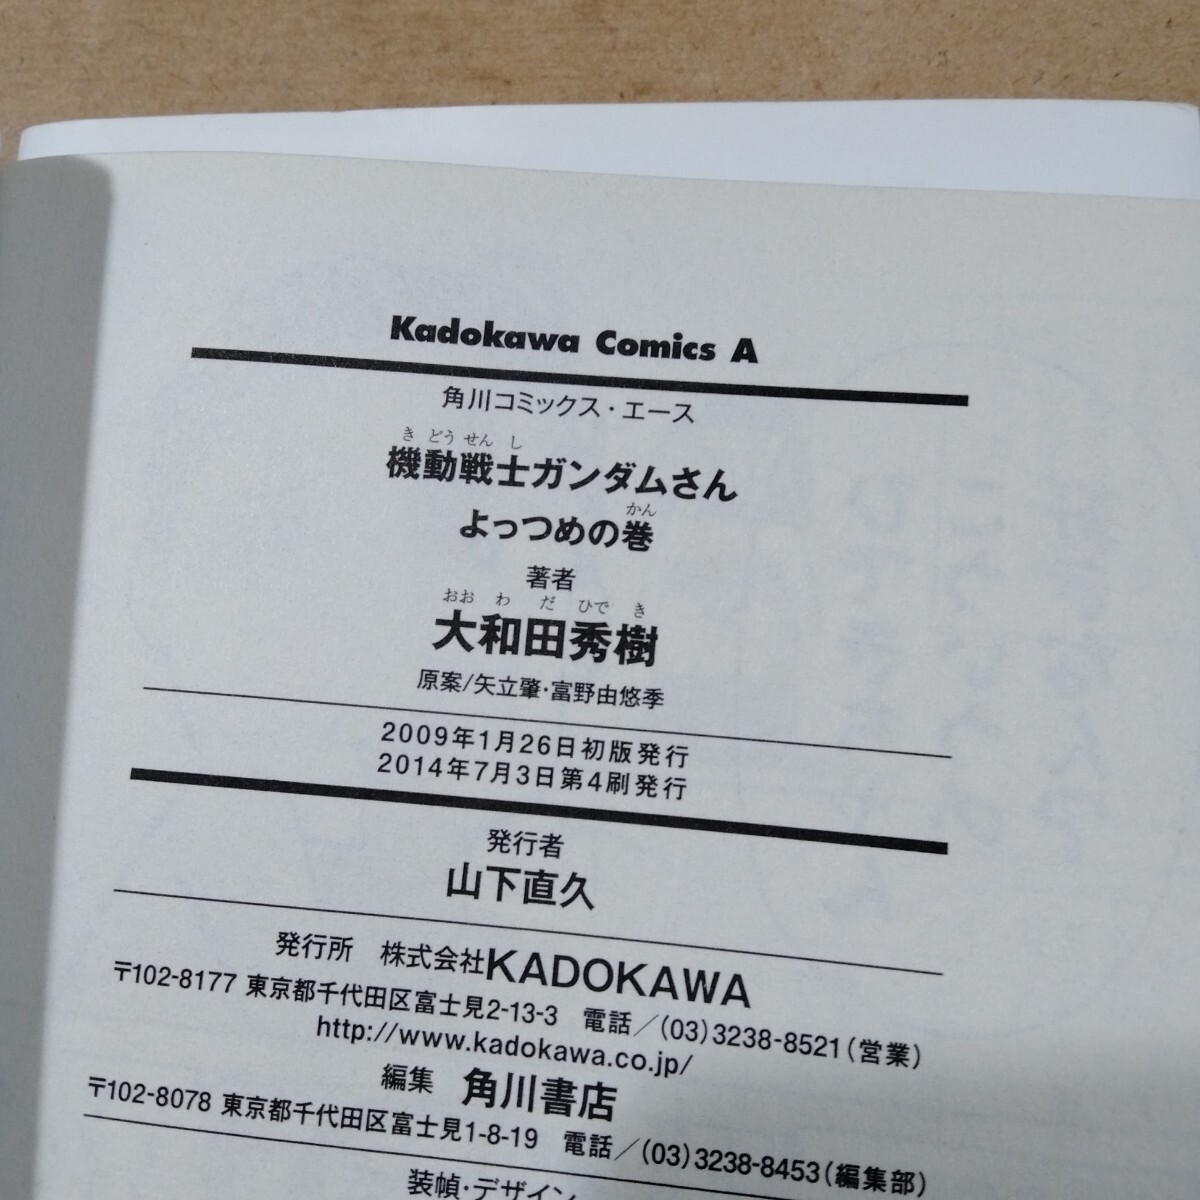 Kadokawa Comics A
角川コミックス・エース
きどうせんし
機動戦士ガンダムさん
かん
よっつめの巻
著者
おおわだひでき
大和田秀樹
原案/矢立肇・富野由悠季
2009年1月26日初版発行
2014年7月3日第4刷発行
発行者
山下直久
発行所 株式会社KADOKAWA
〒102-8177 東京都千代田区富士見2-13-3 電話/(03)3238-8521(営業)
http://www.kadokawa.co.jp/
編集 角川書店
〒102-8078 東京都千代田区富士見1-8-19 電話/(03)3238-8453(編集部)
装幀・デザイン